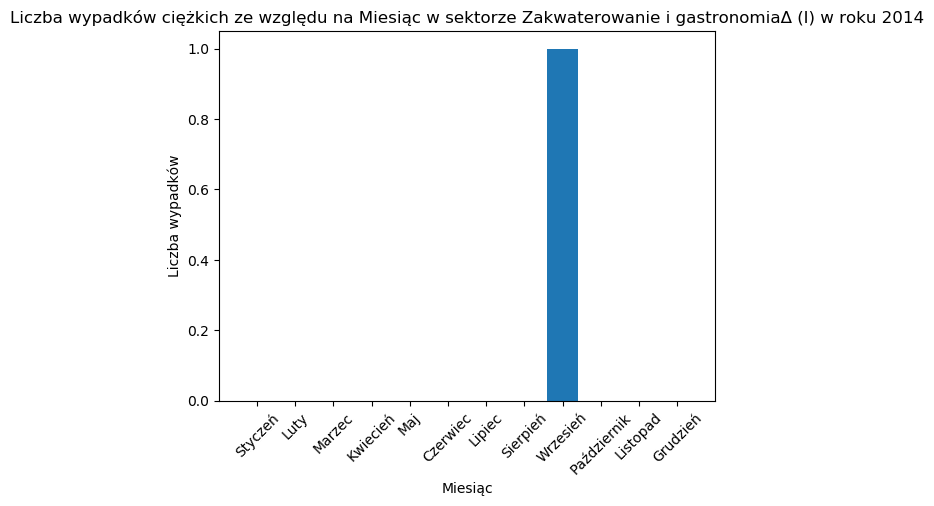 Liczba wypadków ciężkich ze względu na Miesiąc w sektorze Zakwaterowanie i gastronomiaΔ (I) w roku 2014
1.0
0.8
0.6
0.4
0.2
0.0
Liczba wypadków
Styczeń
Luty
Marzec
Kwiecień
Maj
Czerwiec
Lipiec
Sierpień
Wrzesień
Październik
Listopad
Grudzień
Miesiąc